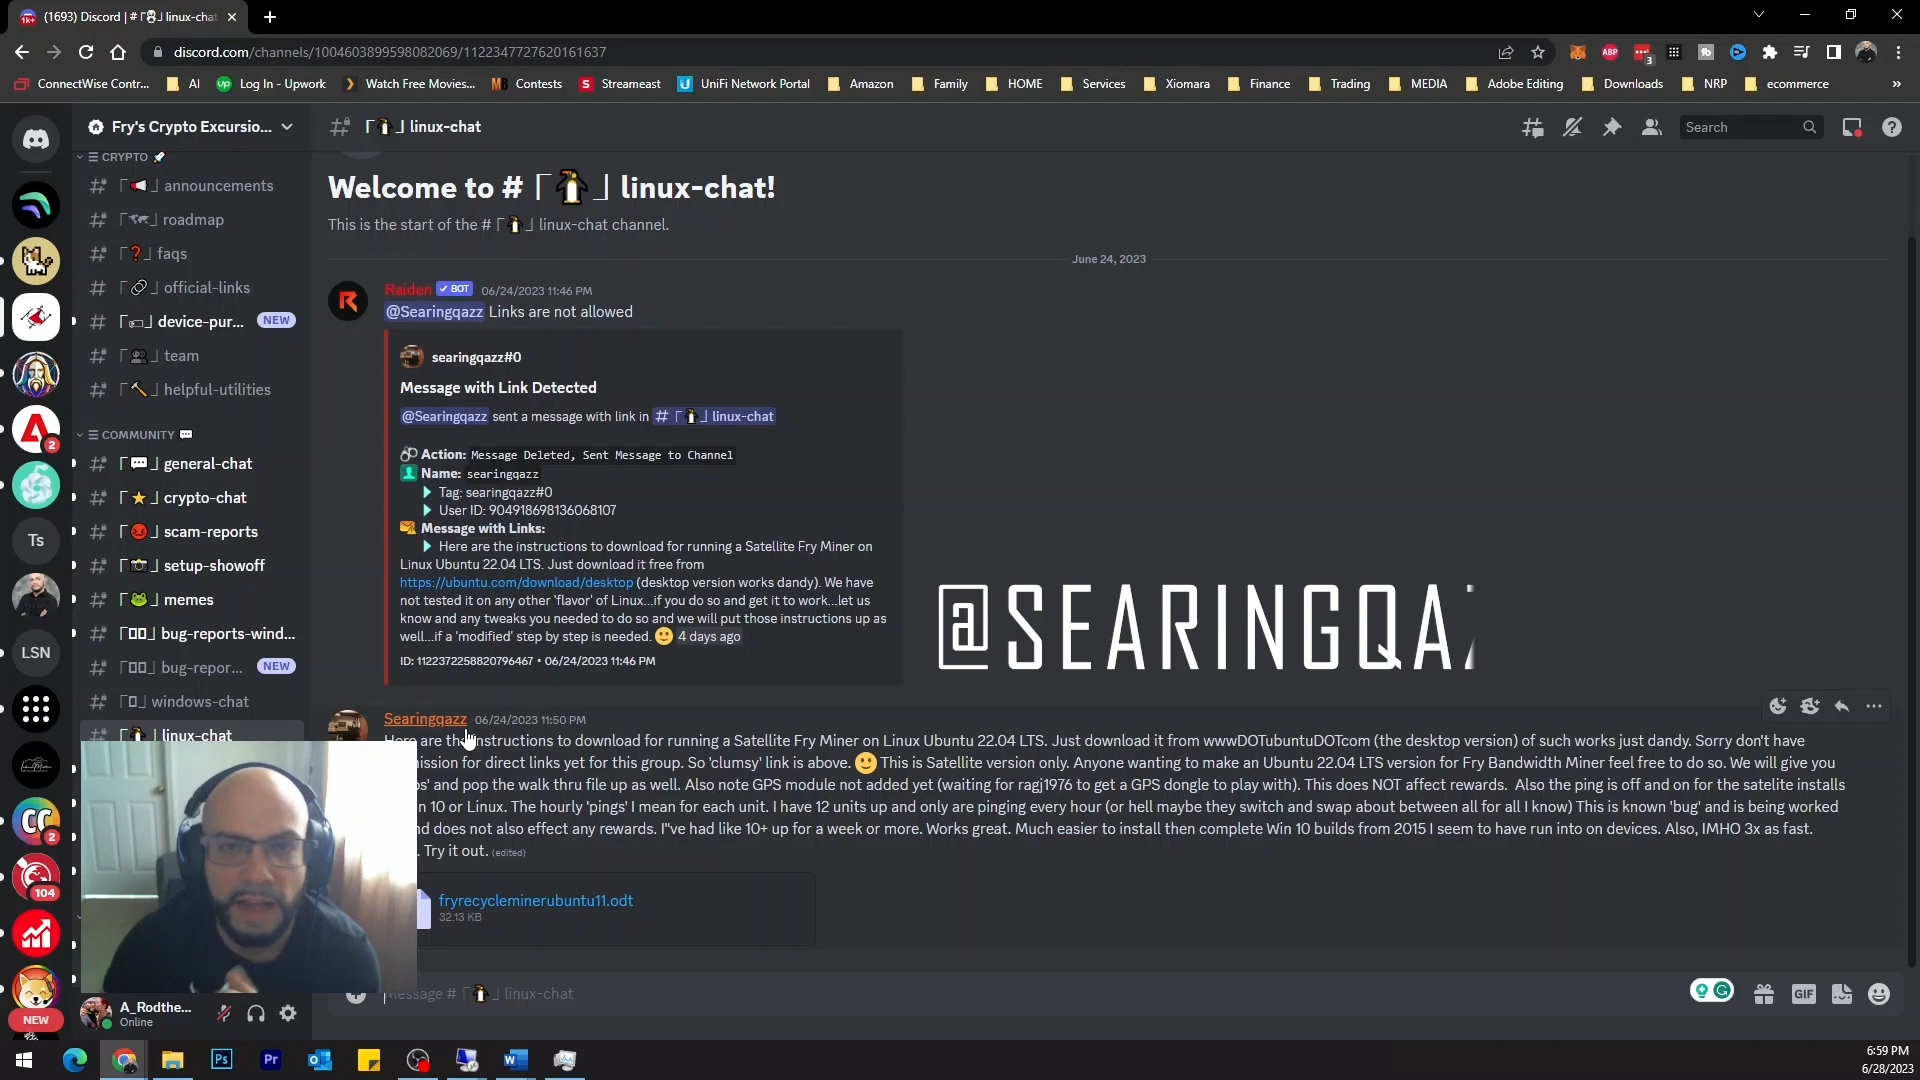 (1693) Discord | #「🐧」linux-chat
discord.com/channels/1004603899598082069/1122347727620161637
3
ConnectWise Contr...
AI
Log In - Upwork
Watch Free Movies...
Contests
Streameast
UniFi Network Portal
Amazon
Family
HOME
Services
Xiomara
Finance
Trading
MEDIA
Adobe Editing
Downloads
NRP
ecommerce
»
Fry's Crypto Excursio...
#「🐧」linux-chat
Search
CRYPTO 🚀
「📢」announcements
「🗺」roadmap
「❓」faqs
「🔗」official-links
「」device-pur... NEW
「👥」team
「🔨」helpful-utilities
COMMUNITY 💬
「💬」general-chat
「⭐」crypto-chat
「😡」scam-reports
「📷」setup-showoff
「🐸」memes
「▯▯」bug-reports-wind...
「▯▯」bug-repor... NEW
「▯」windows-chat
「🐧」linux-chat
2
Ts
LSN
CC
2
104
NEW
Welcome to #「🐧」linux-chat!
This is the start of the #「🐧」linux-chat channel.
June 24, 2023
Raiden ✓ BOT 06/24/2023 11:46 PM
@Searingqazz Links are not allowed
searingqazz#0
Message with Link Detected
@Searingqazz sent a message with link in #「🐧」linux-chat
Action: Message Deleted, Sent Message to Channel
Name: searingqazz
Tag: searingqazz#0
User ID: 904918698136068107
Message with Links:
Here are the instructions to download for running a Satellite Fry Miner on
Linux Ubuntu 22.04 LTS. Just download it free from
https://ubuntu.com/download/desktop (desktop version works dandy). We have
not tested it on any other 'flavor' of Linux...if you do so and get it to work...let us
know and any tweaks you needed to do so and we will put those instructions up as
well...if a 'modified' step by step is needed. 🙂 4 days ago
ID: 1122372258820796467 • 06/24/2023 11:46 PM
@SEARINGQA
Searingqazz 06/24/2023 11:50 PM
Here are the instructions to download for running a Satellite Fry Miner on Linux Ubuntu 22.04 LTS. Just download it from wwwDOTubuntuDOTcom (the desktop version) of such works just dandy. Sorry don't have
mission for direct links yet for this group. So 'clumsy' link is above. 🙂 This is Satellite version only. Anyone wanting to make an Ubuntu 22.04 LTS version for Fry Bandwidth Miner feel free to do so. We will give you
os' and pop the walk thru file up as well. Also note GPS module not added yet (waiting for ragj1976 to get a GPS dongle to play with). This does NOT affect rewards. Also the ping is off and on for the satelite installs
n 10 or Linux. The hourly 'pings' I mean for each unit. I have 12 units up and only are pinging every hour (or hell maybe they switch and swap about between all for all I know) This is known 'bug' and is being worked
nd does not also effect any rewards. I"ve had like 10+ up for a week or more. Works great. Much easier to install then complete Win 10 builds from 2015 I seem to have run into on devices. Also, IMHO 3x as fast.
. Try it out. (edited)
fryrecycleminerubuntu11.odt
32.13 KB
Message #「🐧」linux-chat
GIF
A_Rodthe...
Online
6:59 PM
6/28/2023